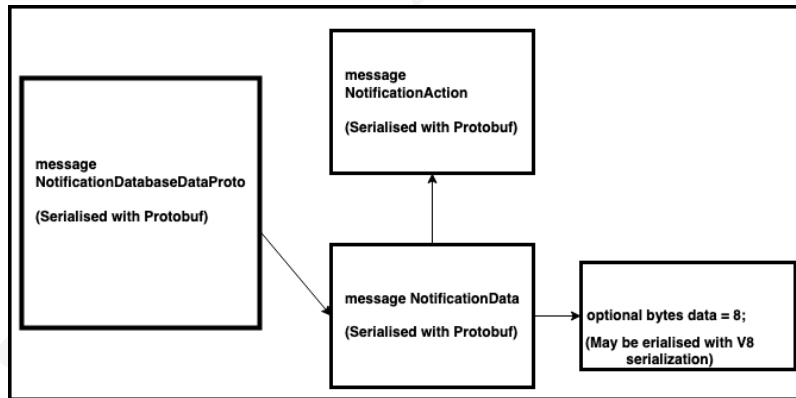 message
NotificationDatabaseDataProto
(Serialised with Protobuf)
message
NotificationAction
(Serialised with Protobuf)
message NotificationData
(Serialised with Protobuf)
optional bytes data = 8;
(May be erialised with V8
serialization)